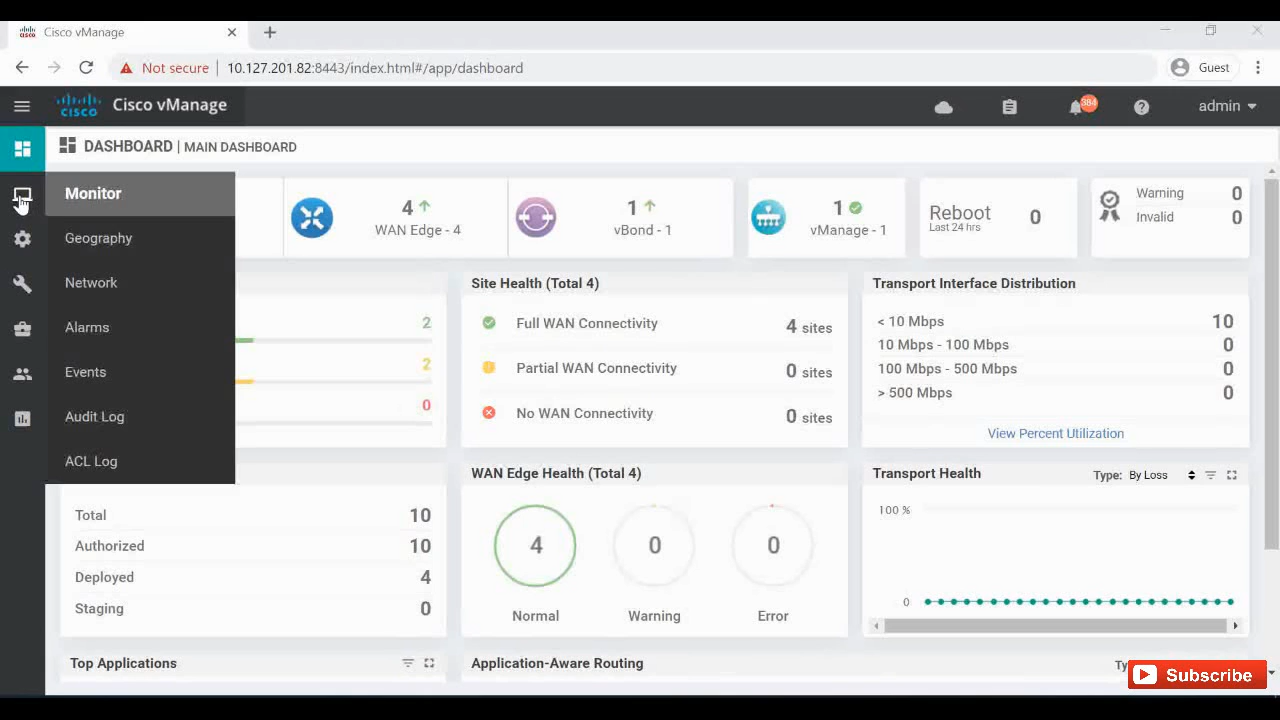 Cisco vManage
Not secure
10.127.201.82:8443/index.html#/app/dashboard
Guest
CISCO
Cisco vManage
384
admin
DASHBOARD | MAIN DASHBOARD
Monitor
Geography
Network
Alarms
Events
Audit Log
ACL Log
4
WAN Edge - 4
1
vBond - 1
1
vManage - 1
Reboot
Last 24 hrs
0
Warning 0
Invalid 0
2
2
0
Site Health (Total 4)
Full WAN Connectivity 4 sites
Partial WAN Connectivity 0 sites
No WAN Connectivity 0 sites
Transport Interface Distribution
< 10 Mbps 10
10 Mbps - 100 Mbps 0
100 Mbps - 500 Mbps 0
> 500 Mbps 0
View Percent Utilization
Total 10
Authorized 10
Deployed 4
Staging 0
WAN Edge Health (Total 4)
4 0 0
Normal Warning Error
Transport Health Type: By Loss
100 %
0
Top Applications
Application-Aware Routing
Ty
Subscribe